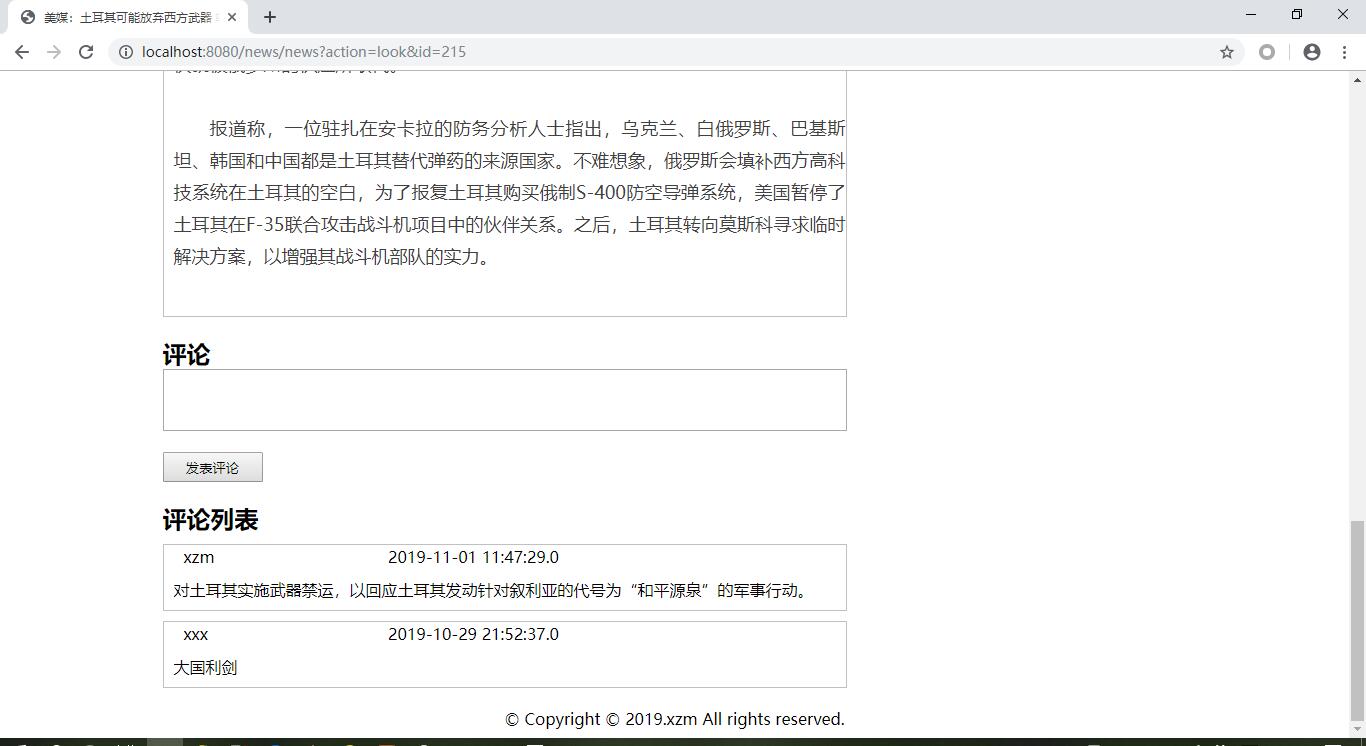 美媒：土耳其可能放弃西方武器
localhost:8080/news/news?action=look&id=215
报道称，一位驻扎在安卡拉的防务分析人士指出，乌克兰、白俄罗斯、巴基斯
坦、韩国和中国都是土耳其替代弹药的来源国家。不难想象，俄罗斯会填补西方高科
技系统在土耳其的空白，为了报复土耳其购买俄制S-400防空导弹系统，美国暂停了
土耳其在F-35联合攻击战斗机项目中的伙伴关系。之后，土耳其转向莫斯科寻求临时
解决方案，以增强其战斗机部队的实力。
评论
发表评论
评论列表
xzm 2019-11-01 11:47:29.0
对土耳其实施武器禁运，以回应土耳其发动针对叙利亚的代号为“和平源泉”的军事行动。
xxx 2019-10-29 21:52:37.0
大国利剑
© Copyright © 2019.xzm All rights reserved.